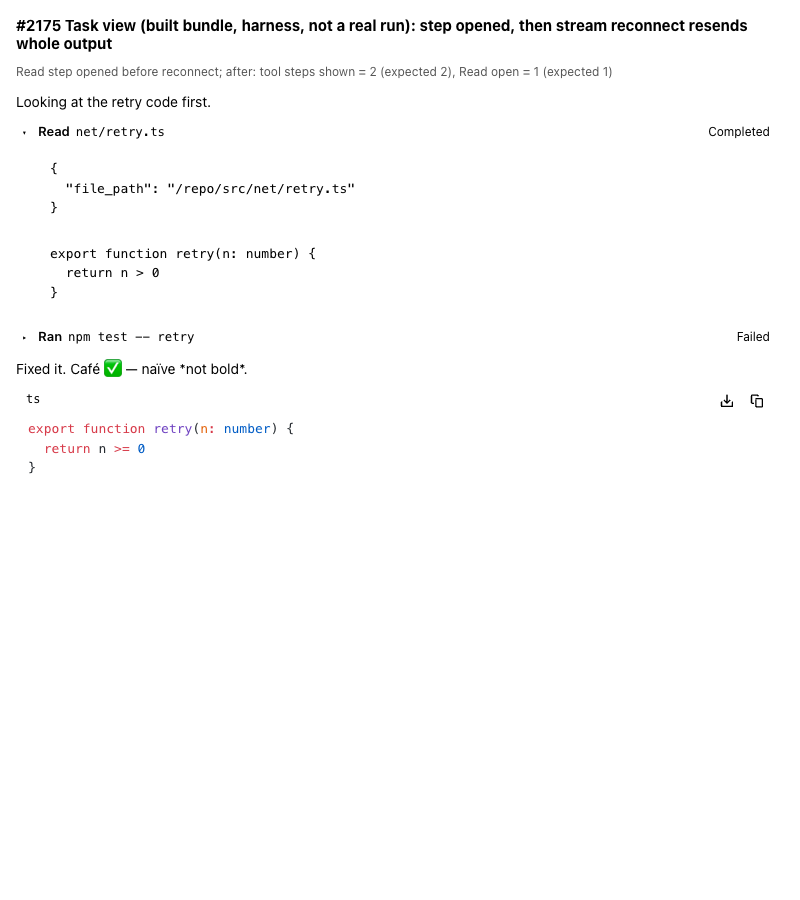 #2175 Task view (built bundle, harness, not a real run): step opened, then stream reconnect resends
whole output
Read step opened before reconnect; after: tool steps shown = 2 (expected 2), Read open = 1 (expected 1)
Looking at the retry code first.
▾ Read net/retry.ts Completed
{
  "file_path": "/repo/src/net/retry.ts"
}
export function retry(n: number) {
  return n > 0
}
▸ Ran npm test -- retry Failed
Fixed it. Café ✅ — naïve *not bold*.
ts
export function retry(n: number) {
  return n >= 0
}